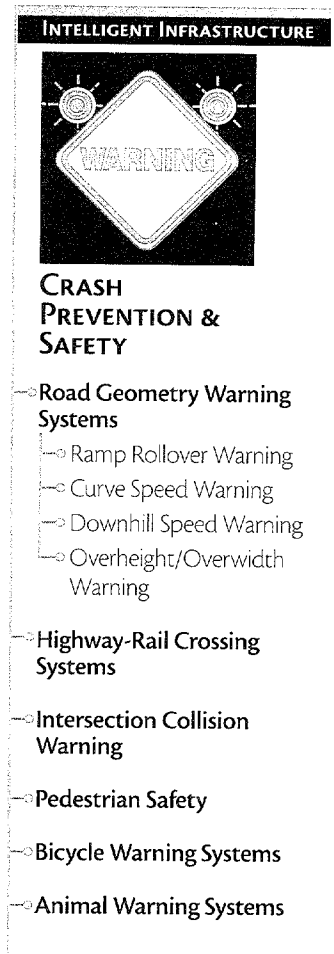 INTELLIGENT INFRASTRUCTURE
WARNING
CRASH
PREVENTION &
SAFETY
Road Geometry Warning
Systems
Ramp Rollover Warning
Curve Speed Warning
Downhill Speed Warning
Overheight/Overwidth
Warning
Highway-Rail Crossing
Systems
Intersection Collision
Warning
Pedestrian Safety
Bicycle Warning Systems
Animal Warning Systems